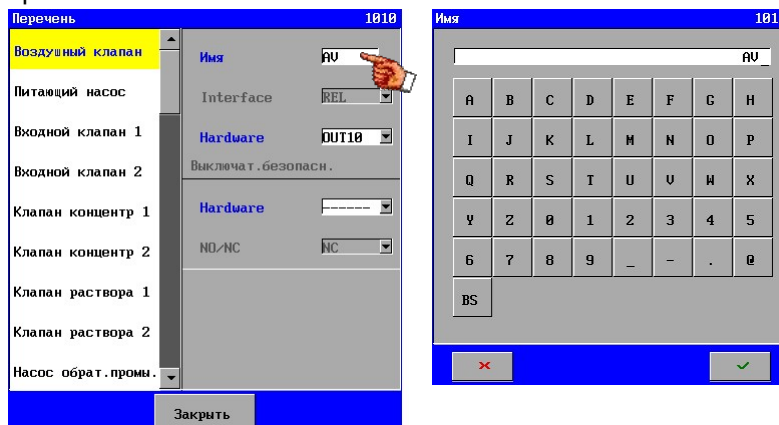 Перечень 1010
Воздушный клапан
Питающий насос
Входной клапан 1
Входной клапан 2
Клапан концентр 1
Клапан концентр 2
Клапан раствора 1
Клапан раствора 2
Насос обрат.промы.
Имя AV
Interface REL
Hardware OUT10
Выключат.безопасн.
Hardware ------
NO/NC NC
Закрыть
Имя 101
AV_
A B C D E F G H
I J K L M N O P
Q R S T U V W X
Y Z 0 1 2 3 4 5
6 7 8 9 _ - . @
BS